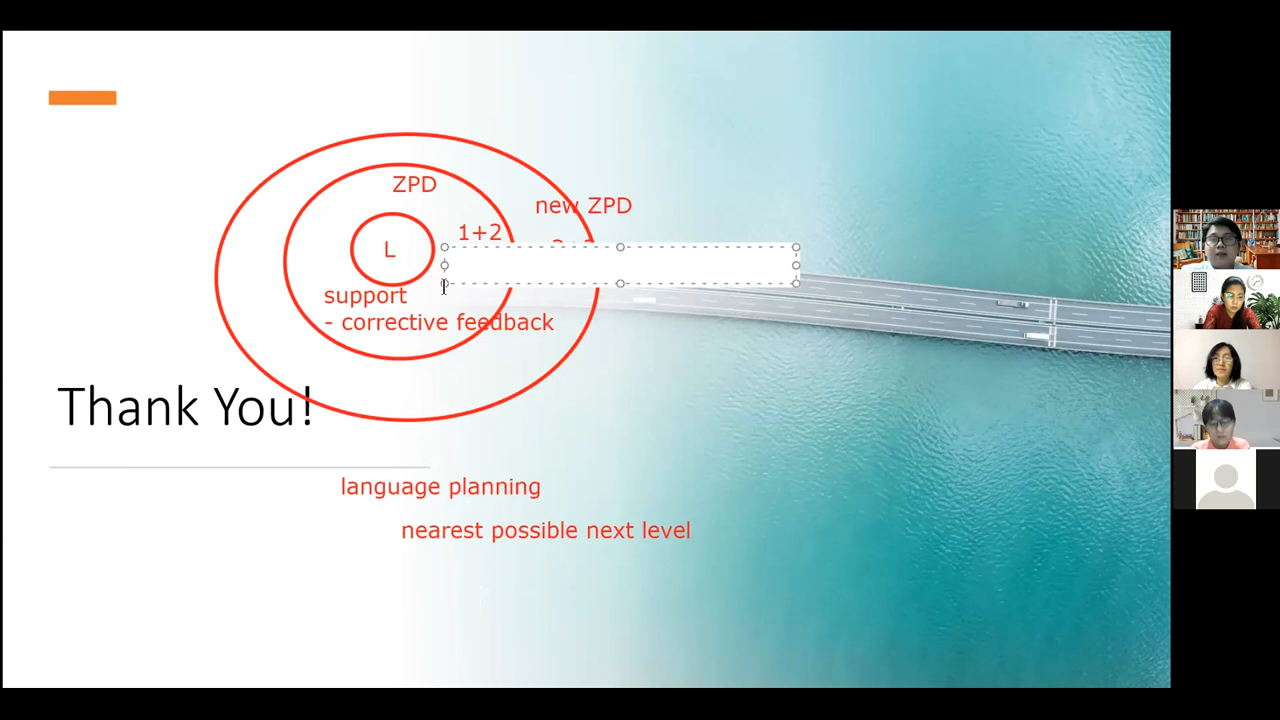 ZPD
new ZPD
1+2
L
support
- corrective feedback
Thank You!
language planning
nearest possible next level